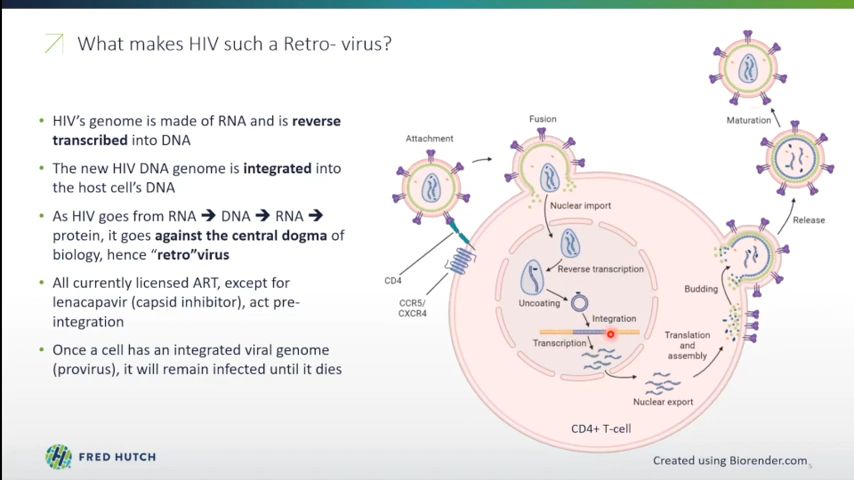 What makes HIV such a Retro- virus?
• HIV's genome is made of RNA and is reverse
transcribed into DNA
• The new HIV DNA genome is integrated into
the host cell's DNA
• As HIV goes from RNA → DNA → RNA →
protein, it goes against the central dogma of
biology, hence “retro”virus
• All currently licensed ART, except for
lenacapavir (capsid inhibitor), act pre-
integration
• Once a cell has an integrated viral genome
(provirus), it will remain infected until it dies
Attachment
Fusion
Maturation
Nuclear import
Release
Reverse transcription
CD4
Uncoating
Budding
CCR5/
CXCR4
Integration
Transcription
Translation
and
assembly
Nuclear export
CD4+ T-cell
FRED HUTCH
Created using Biorender.com